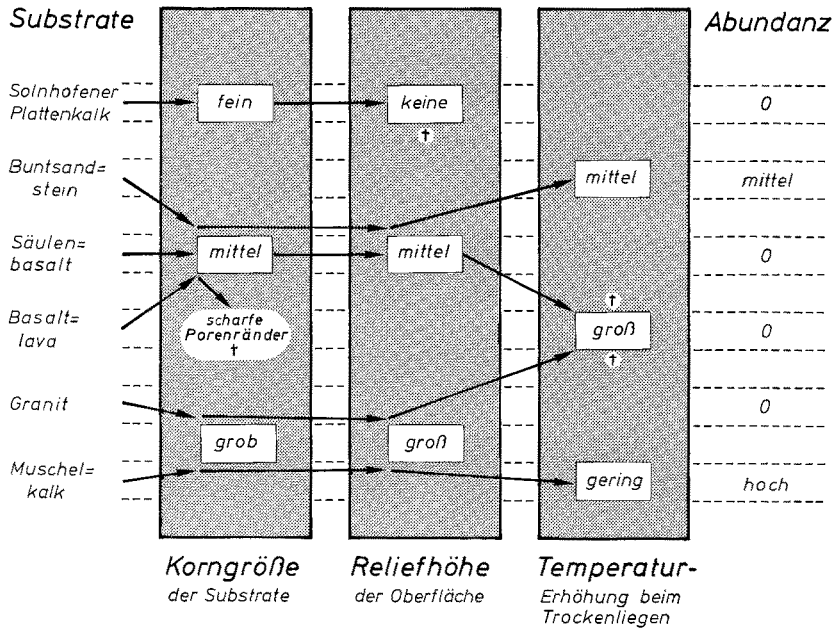 Substrate
Abundanz
Solnhofener
Plattenkalk
fein
keine
†
0
Buntsand=
stein
mittel
mittel
Säulen=
basalt
mittel
mittel
0
Basalt=
lava
scharfe
Porenränder
†
†
groß
†
0
Granit
0
grob
groß
Muschel=
kalk
gering
hoch
Korngröße
der Substrate
Reliefhöhe
der Oberfläche
Temperatur-
Erhöhung beim
Trockenliegen